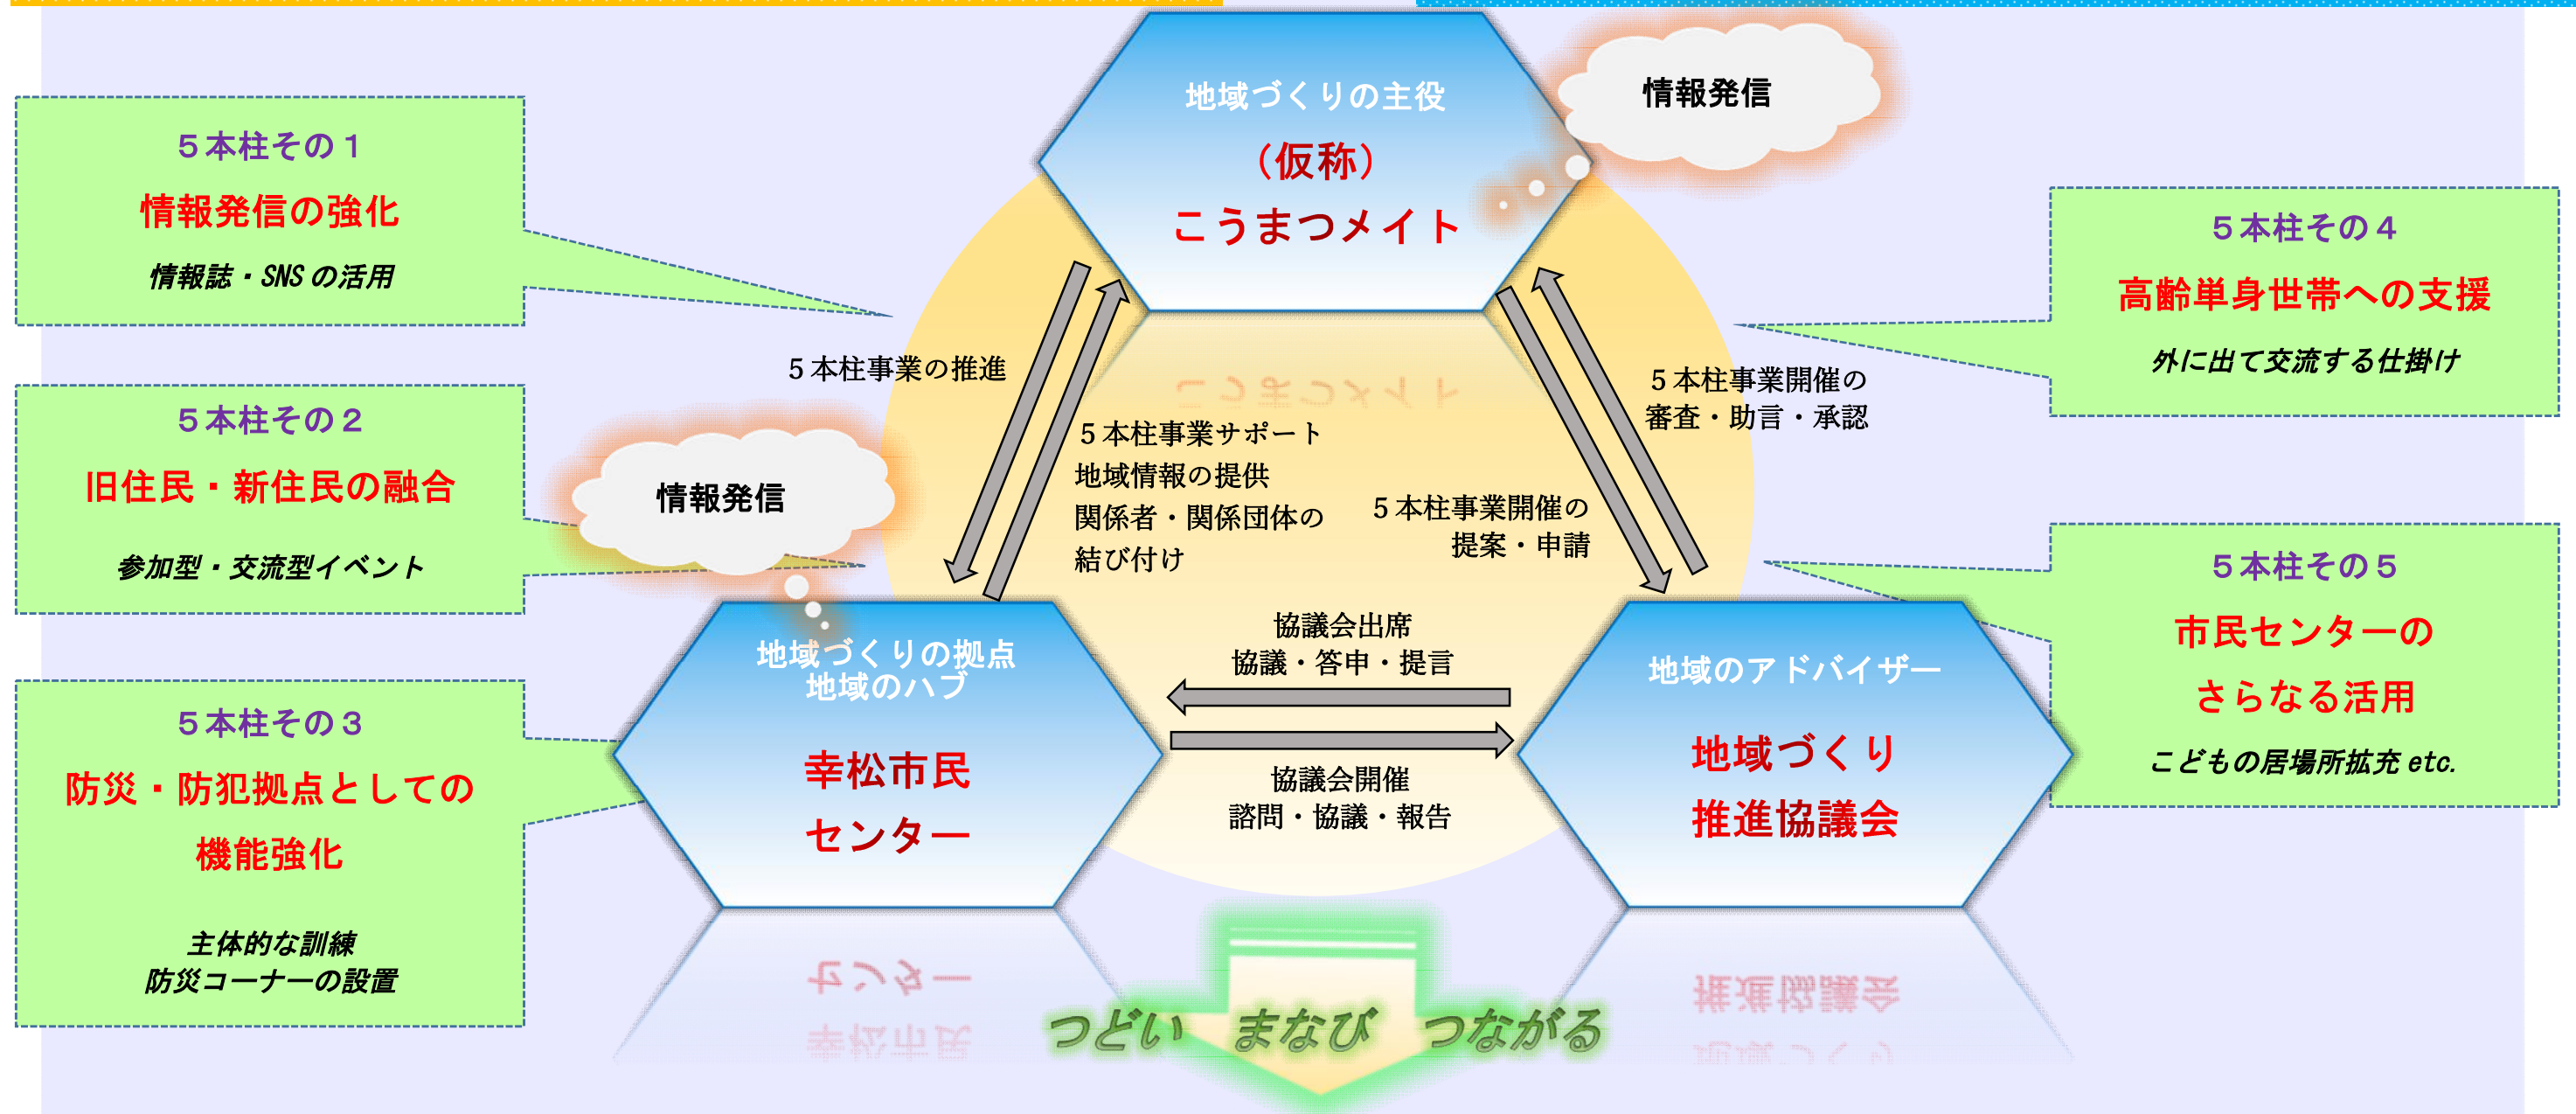 地域づくりの主役
（仮称）
こうまつメイト
情報発信
５本柱その１
情報発信の強化
情報誌・SNSの活用
５本柱その２
旧住民・新住民の融合
参加型・交流型イベント
５本柱その３
防災・防犯拠点としての
機能強化
主体的な訓練
防災コーナーの設置
５本柱その４
高齢単身世帯への支援
外に出て交流する仕掛け
５本柱その５
市民センターの
さらなる活用
こどもの居場所拡充 etc.
５本柱事業の推進
５本柱事業サポート
地域情報の提供
関係者・関係団体の
結び付け
５本柱事業開催の
審査・助言・承認
５本柱事業開催の
提案・申請
情報発信
地域づくりの拠点
地域のハブ
幸松市民
センター
協議会出席
協議・答申・提言
協議会開催
諮問・協議・報告
地域のアドバイザー
地域づくり
推進協議会
つどい　まなび　つながる